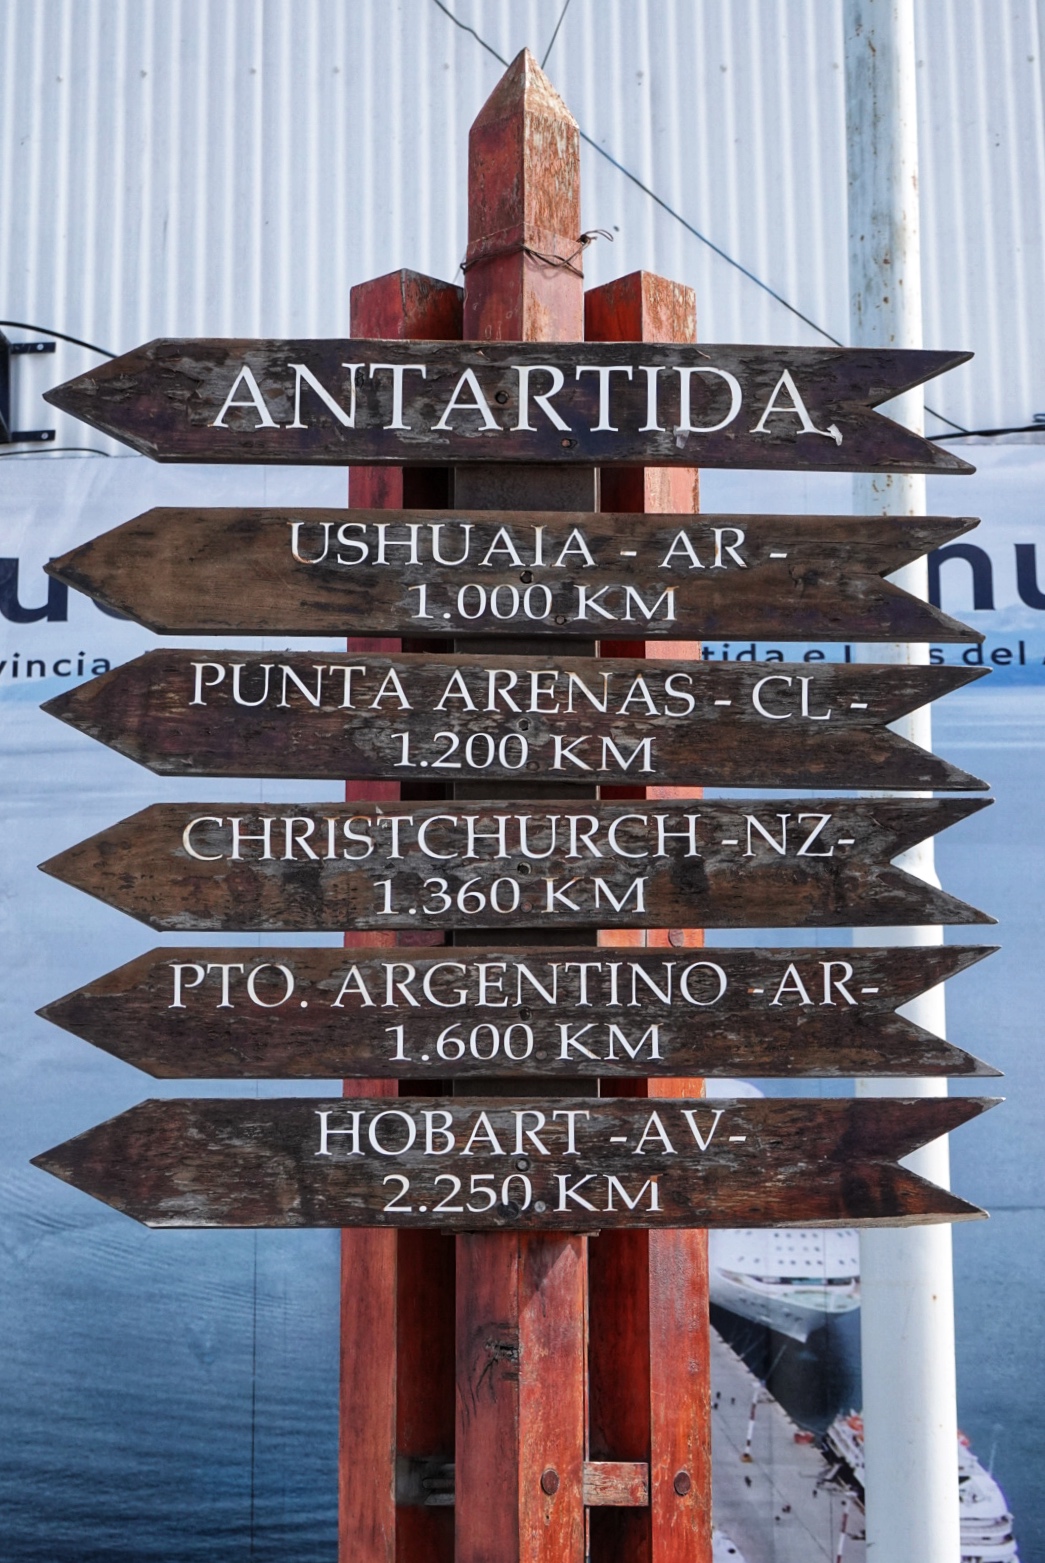 ANTARTIDA
USHUAIA - AR -
1.000 KM
PUNTA ARENAS - CL -
1.200 KM
CHRISTCHURCH -NZ-
1.360 KM
PTO. ARGENTINO -AR-
1.600 KM
HOBART -AV-
2.250 KM